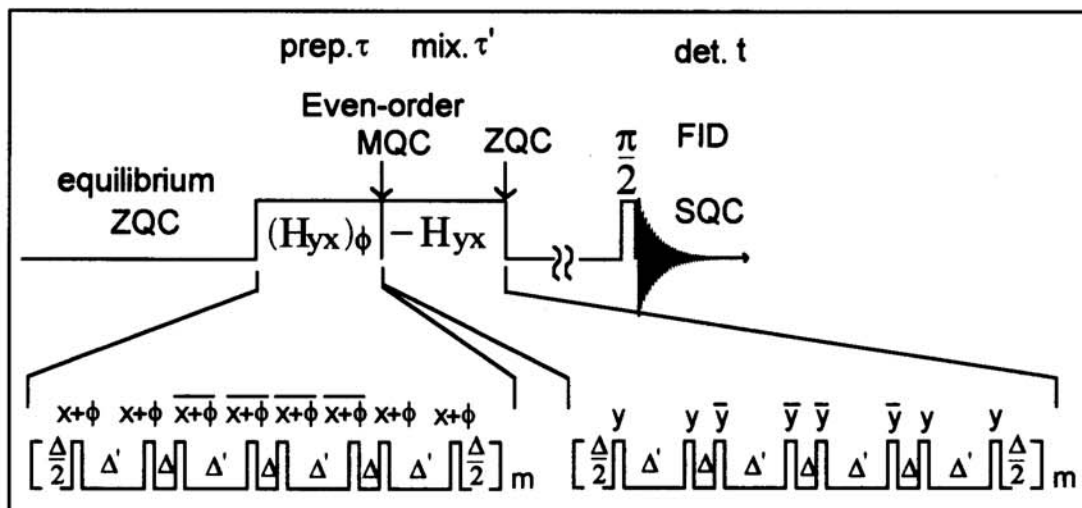 prep.τ mix.τ' det. t
Even-order
MQC ZQC π/2 FID
equilibrium
ZQC SQC
(Hyx)ϕ -Hyx
x+ϕ x+ϕ x̅+̅ϕ̅ x̅+̅ϕ̅ x̅+̅ϕ̅ x̅+̅ϕ̅ x+ϕ x+ϕ y y y̅ y̅ y̅ y̅ y y
[Δ/2 Δ' Δ Δ' Δ Δ' Δ Δ' Δ/2]m [Δ/2 Δ' Δ Δ' Δ Δ' Δ Δ' Δ/2]m